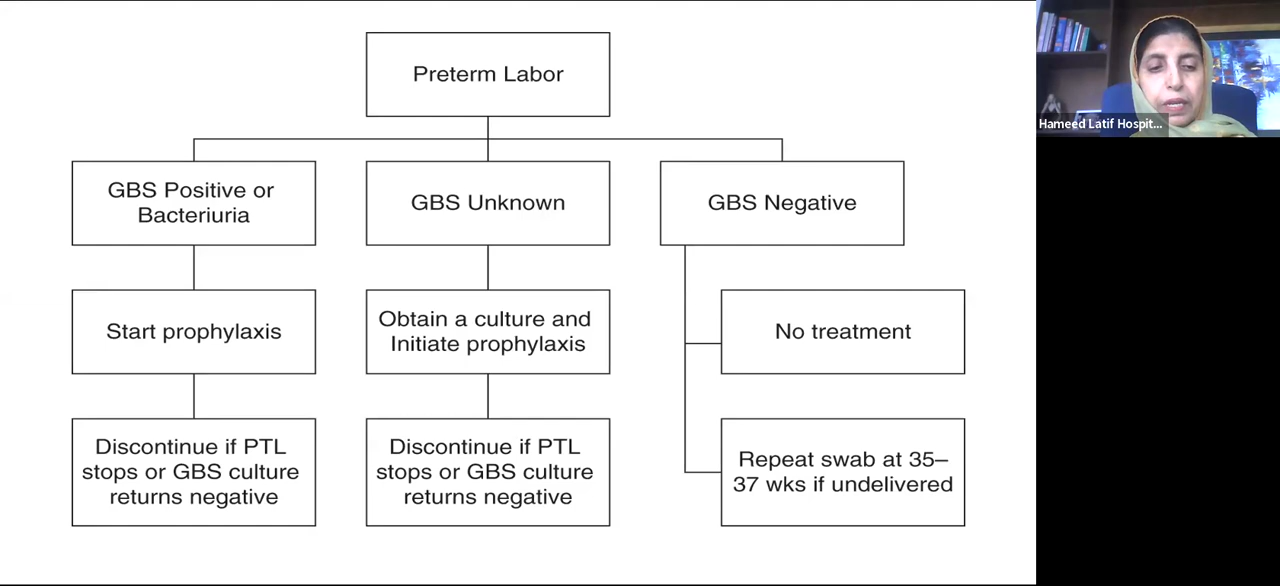 Preterm Labor
GBS Positive or
Bacteriuria
GBS Unknown
GBS Negative
Start prophylaxis
Obtain a culture and
Initiate prophylaxis
No treatment
Discontinue if PTL
stops or GBS culture
returns negative
Discontinue if PTL
stops or GBS culture
returns negative
Repeat swab at 35–
37 wks if undelivered
Hameed Latif Hospit...